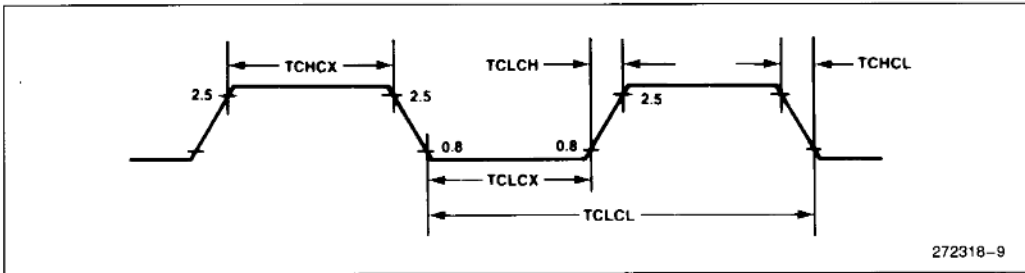 TCHCX
TCLCH
TCHCL
2.5
2.5
2.5
0.8
0.8
TCLCX
TCLCL
272318-9